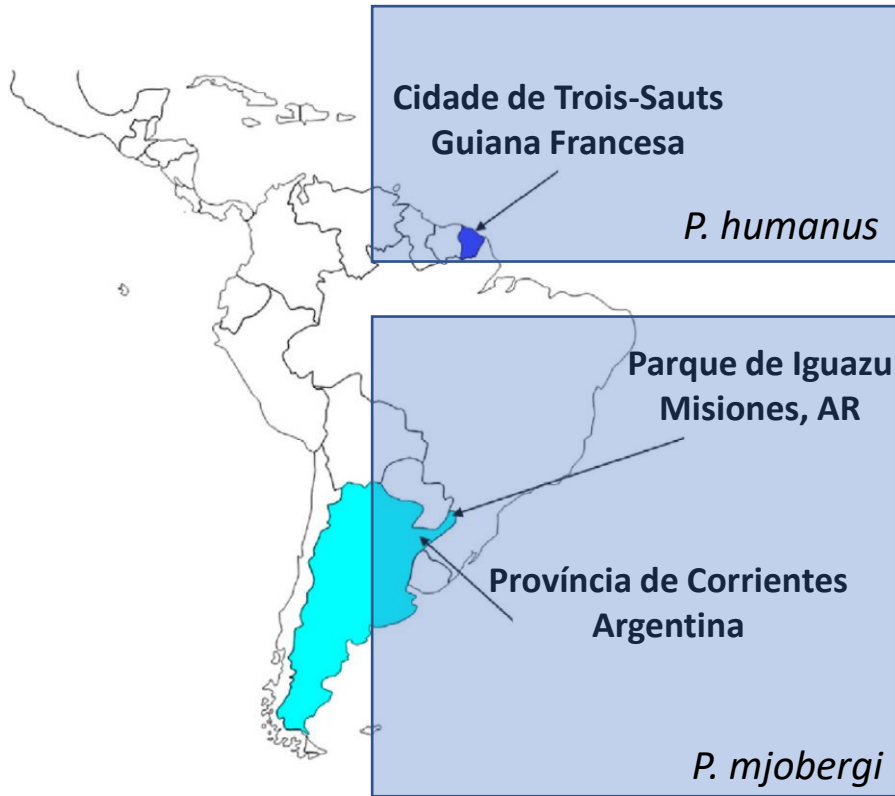 Cidade de Trois-Sauts
Guiana Francesa
P. humanus
Parque de Iguazu
Misiones, AR
Província de Corrientes
Argentina
P. mjobergi